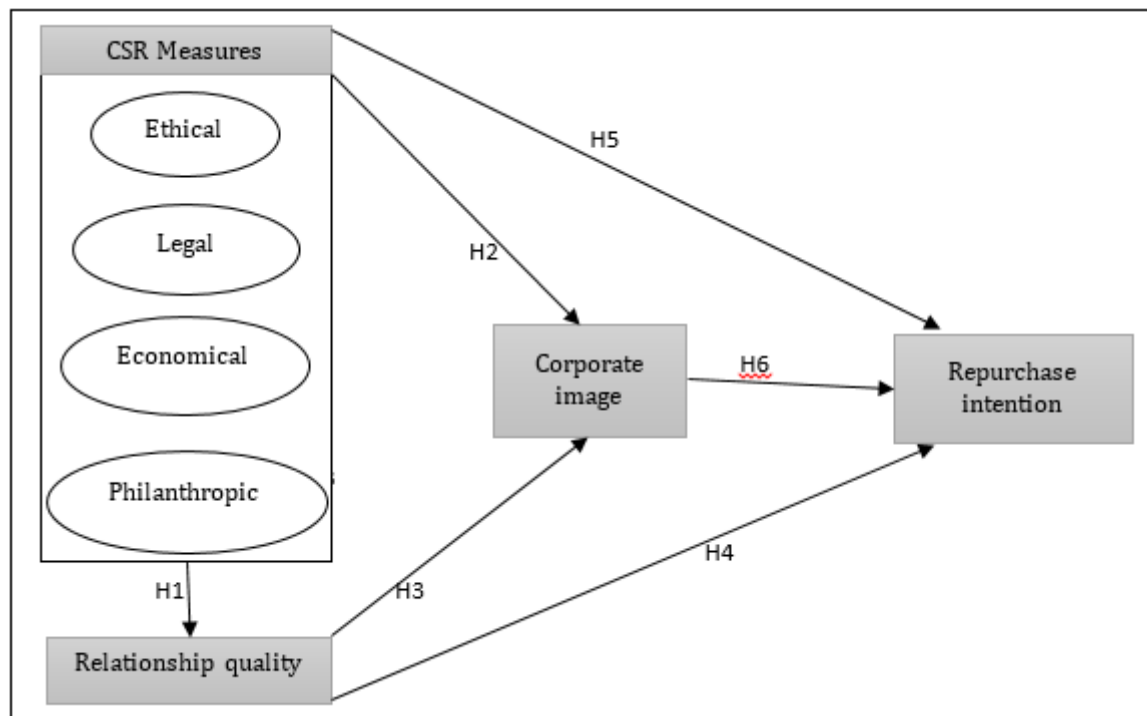 CSR Measures
Ethical
H5
Legal
H2
Economical
Corporate
image
H6
Repurchase
intention
Philanthropic
H4
H1
H3
Relationship quality